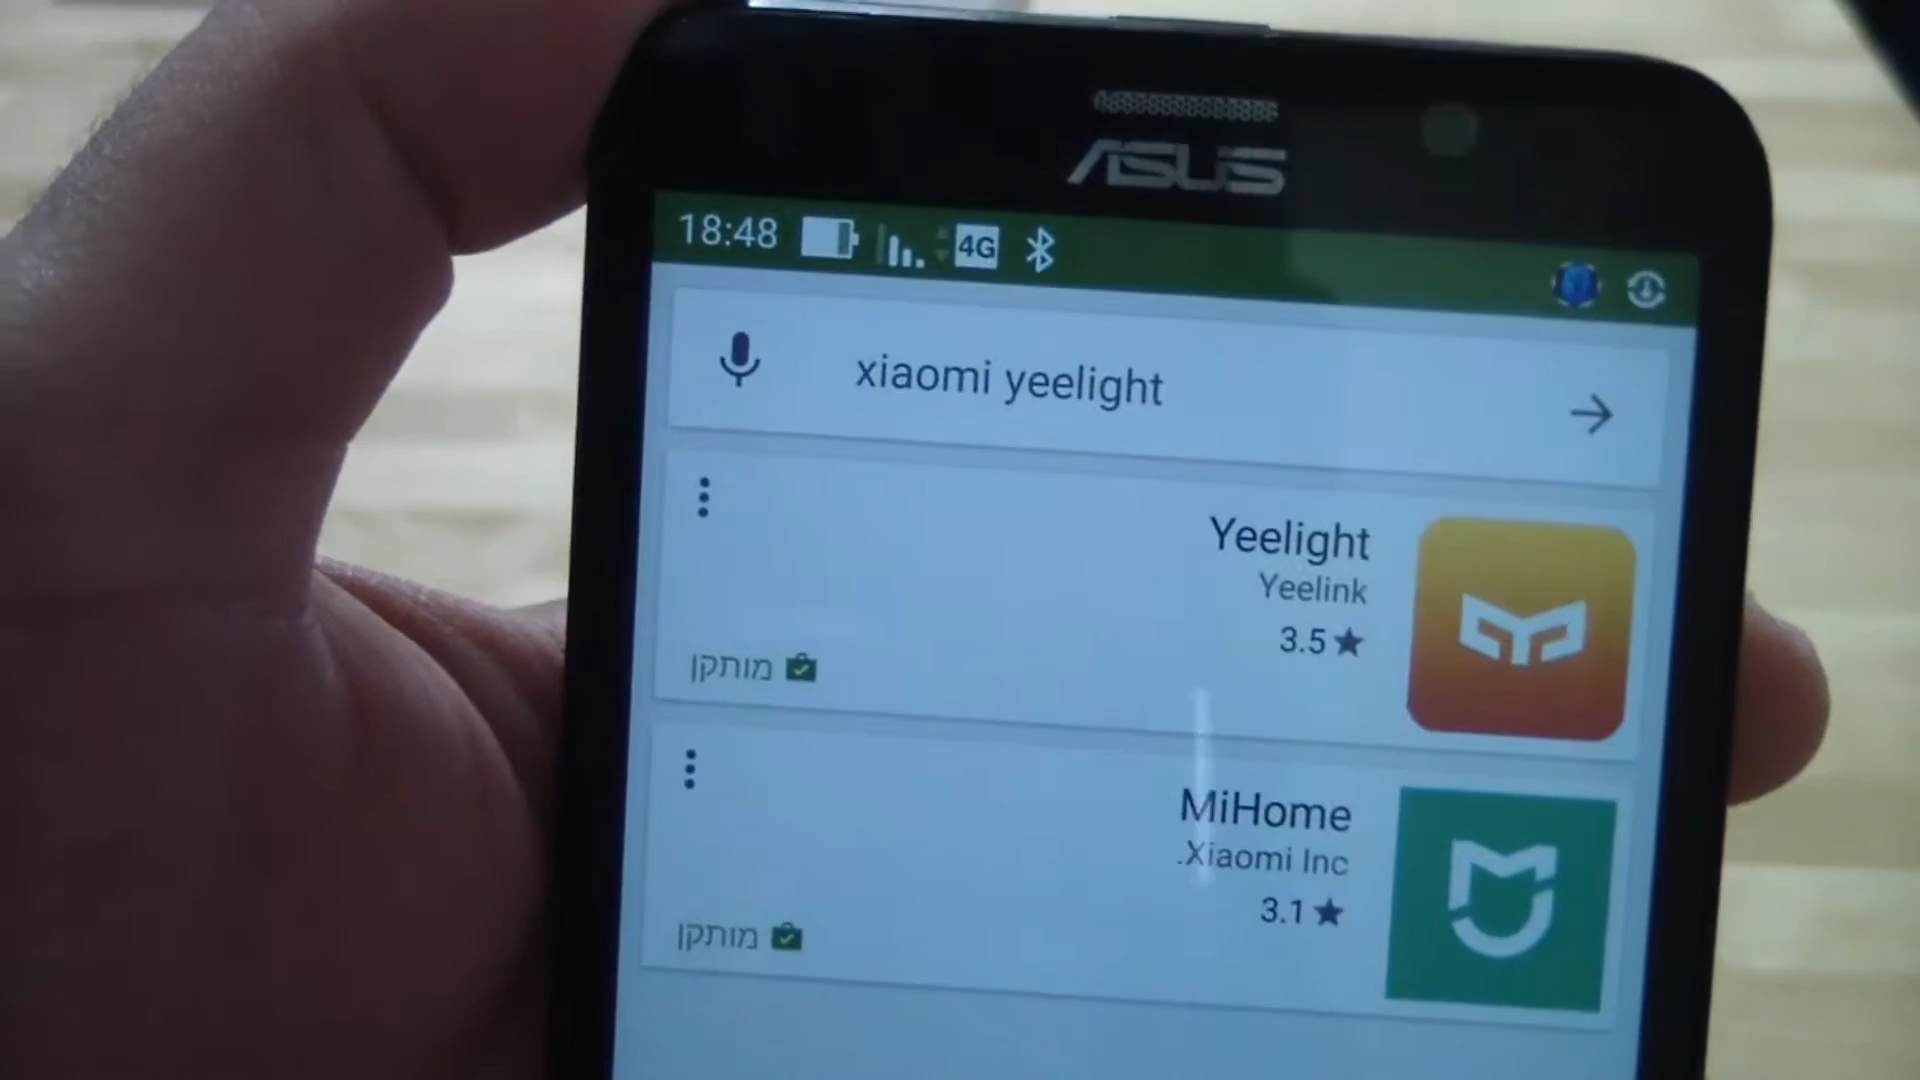 ASUS
18:48 4G
xiaomi yeelight
Yeelight
Yeelink
3.5★
מותקן
MiHome
.Xiaomi Inc
3.1★
מותקן